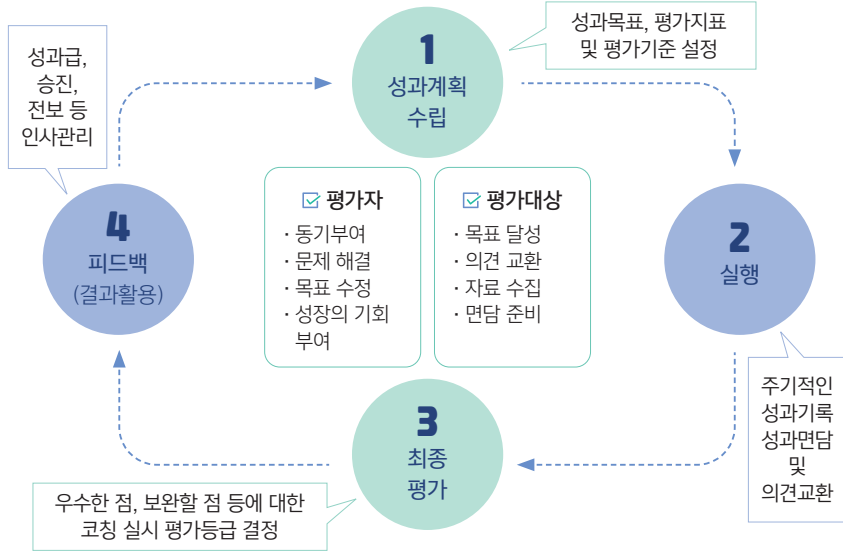 1
성과계획
수립
성과목표, 평가지표
및 평가기준 설정
2
실행
주기적인
성과기록
성과면담
및
의견교환
3
최종
평가
우수한 점, 보완할 점 등에 대한
코칭 실시 평가등급 결정
4
피드백
(결과활용)
성과급,
승진,
전보 등
인사관리
평가자
· 동기부여
· 문제 해결
· 목표 수정
· 성장의 기회
부여
평가대상
· 목표 달성
· 의견 교환
· 자료 수집
· 면담 준비